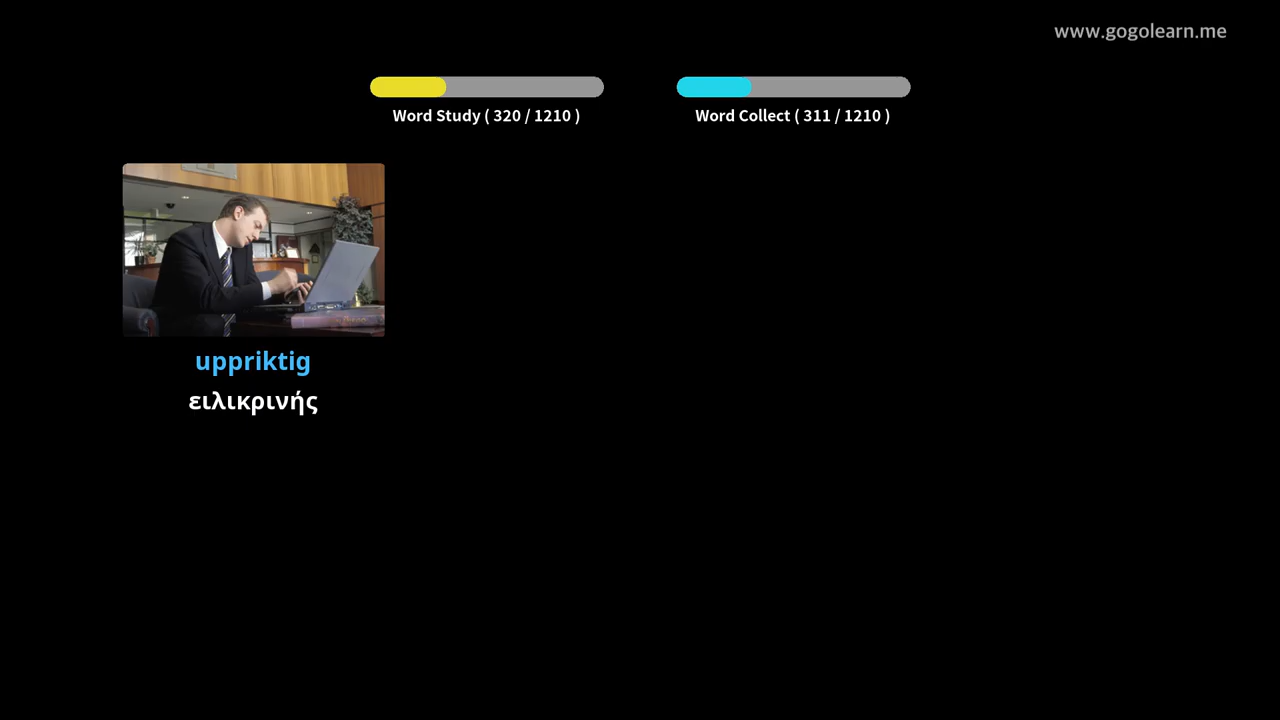 www.gogolearn.me
Word Study ( 320 / 1210 )
Word Collect ( 311 / 1210 )
uppriktig
ειλικρινής